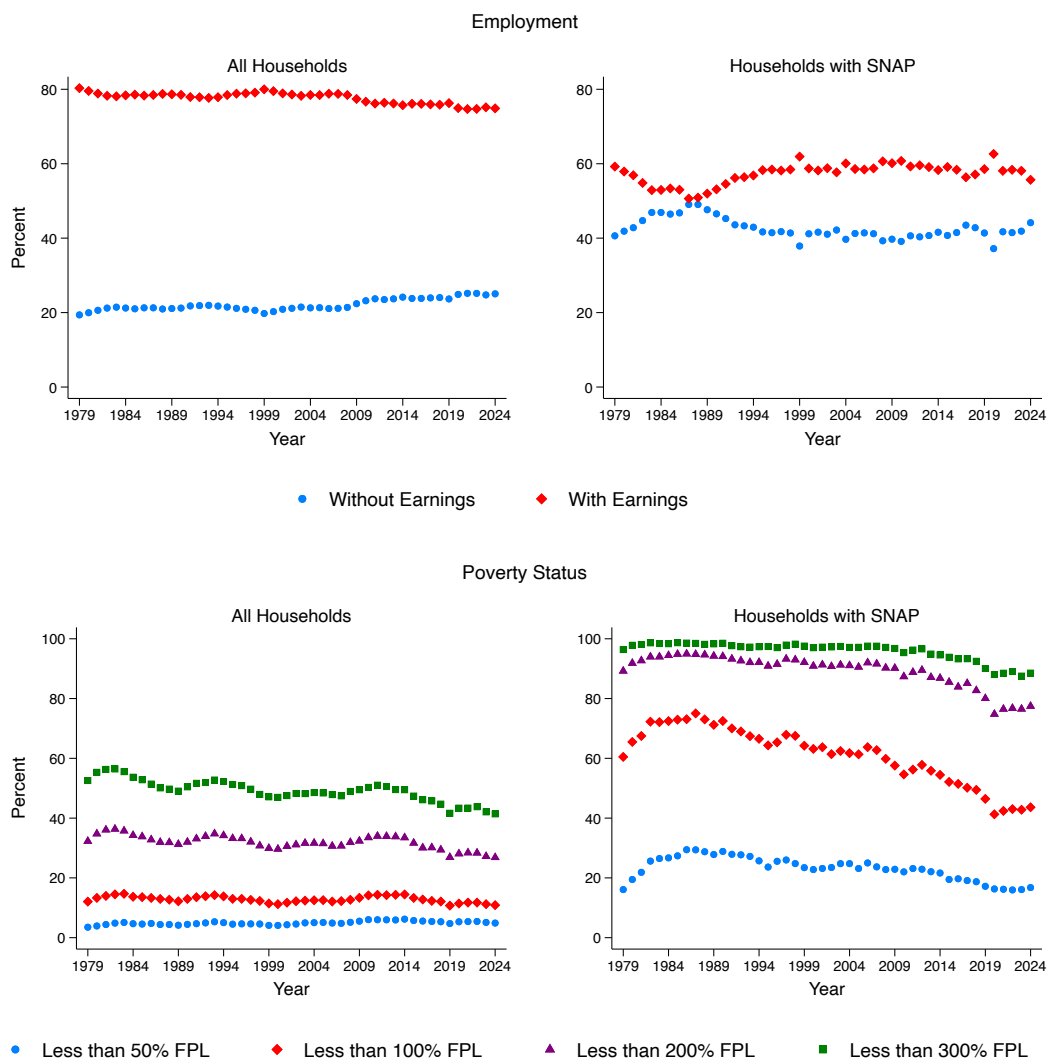 Employment
All Households
Households with SNAP
Percent
80
60
40
20
0
1979 1984 1989 1994 1999 2004 2009 2014 2019 2024
Year
80
60
40
20
0
1979 1984 1989 1994 1999 2004 2009 2014 2019 2024
Year
Without Earnings With Earnings
Poverty Status
All Households
Households with SNAP
Percent
100
80
60
40
20
0
1979 1984 1989 1994 1999 2004 2009 2014 2019 2024
Year
100
80
60
40
20
0
1979 1984 1989 1994 1999 2004 2009 2014 2019 2024
Year
Less than 50% FPL Less than 100% FPL Less than 200% FPL Less than 300% FPL